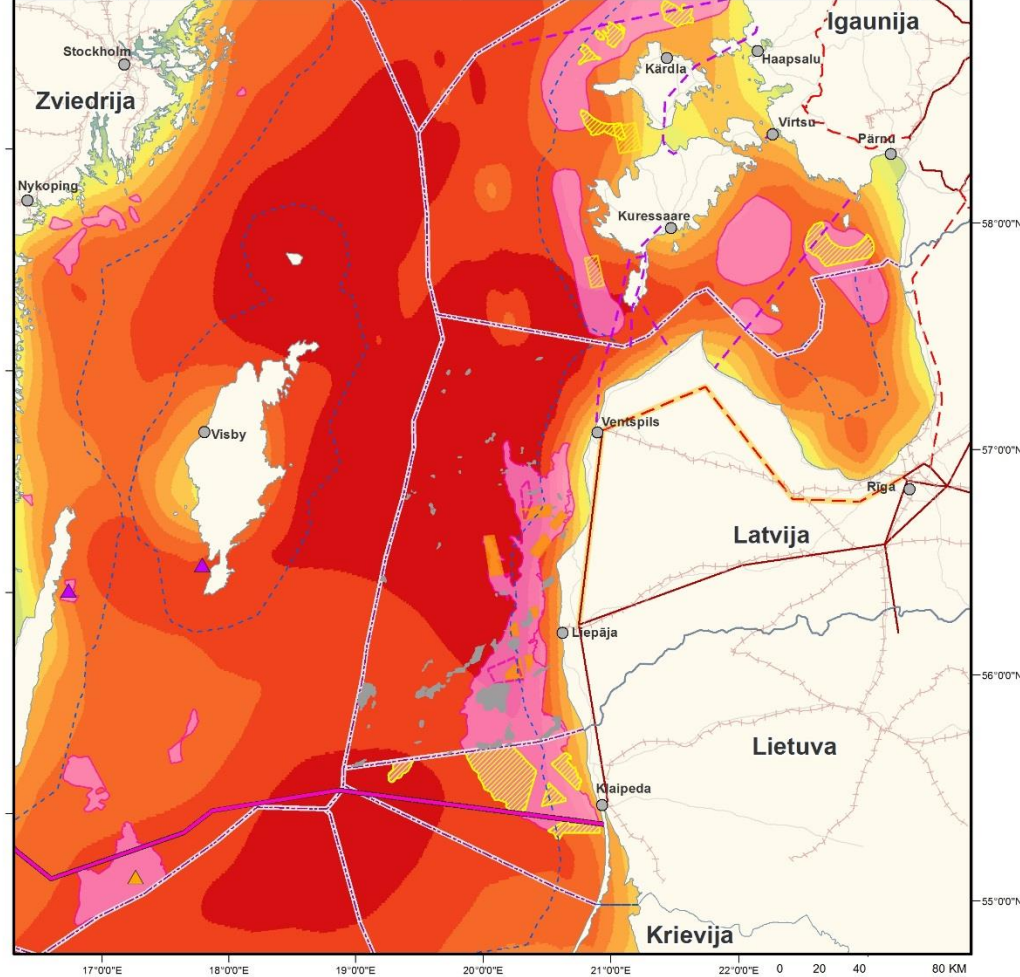 Igaunija
Stockholm
Kärdla
Haapsalu
Zviedrija
Virtsu
Pärnu
Nykoping
Kuressaare
58°0'0"N
Ventspils
Visby
57°0'0"N
Rīga
Latvija
Liepāja
56°0'0"N
Lietuva
Klaipeda
55°0'0"N
Krievija
17°0'0"E 18°0'0"E 19°0'0"E 20°0'0"E 21°0'0"E 22°0'0"E 0 20 40 80 KM